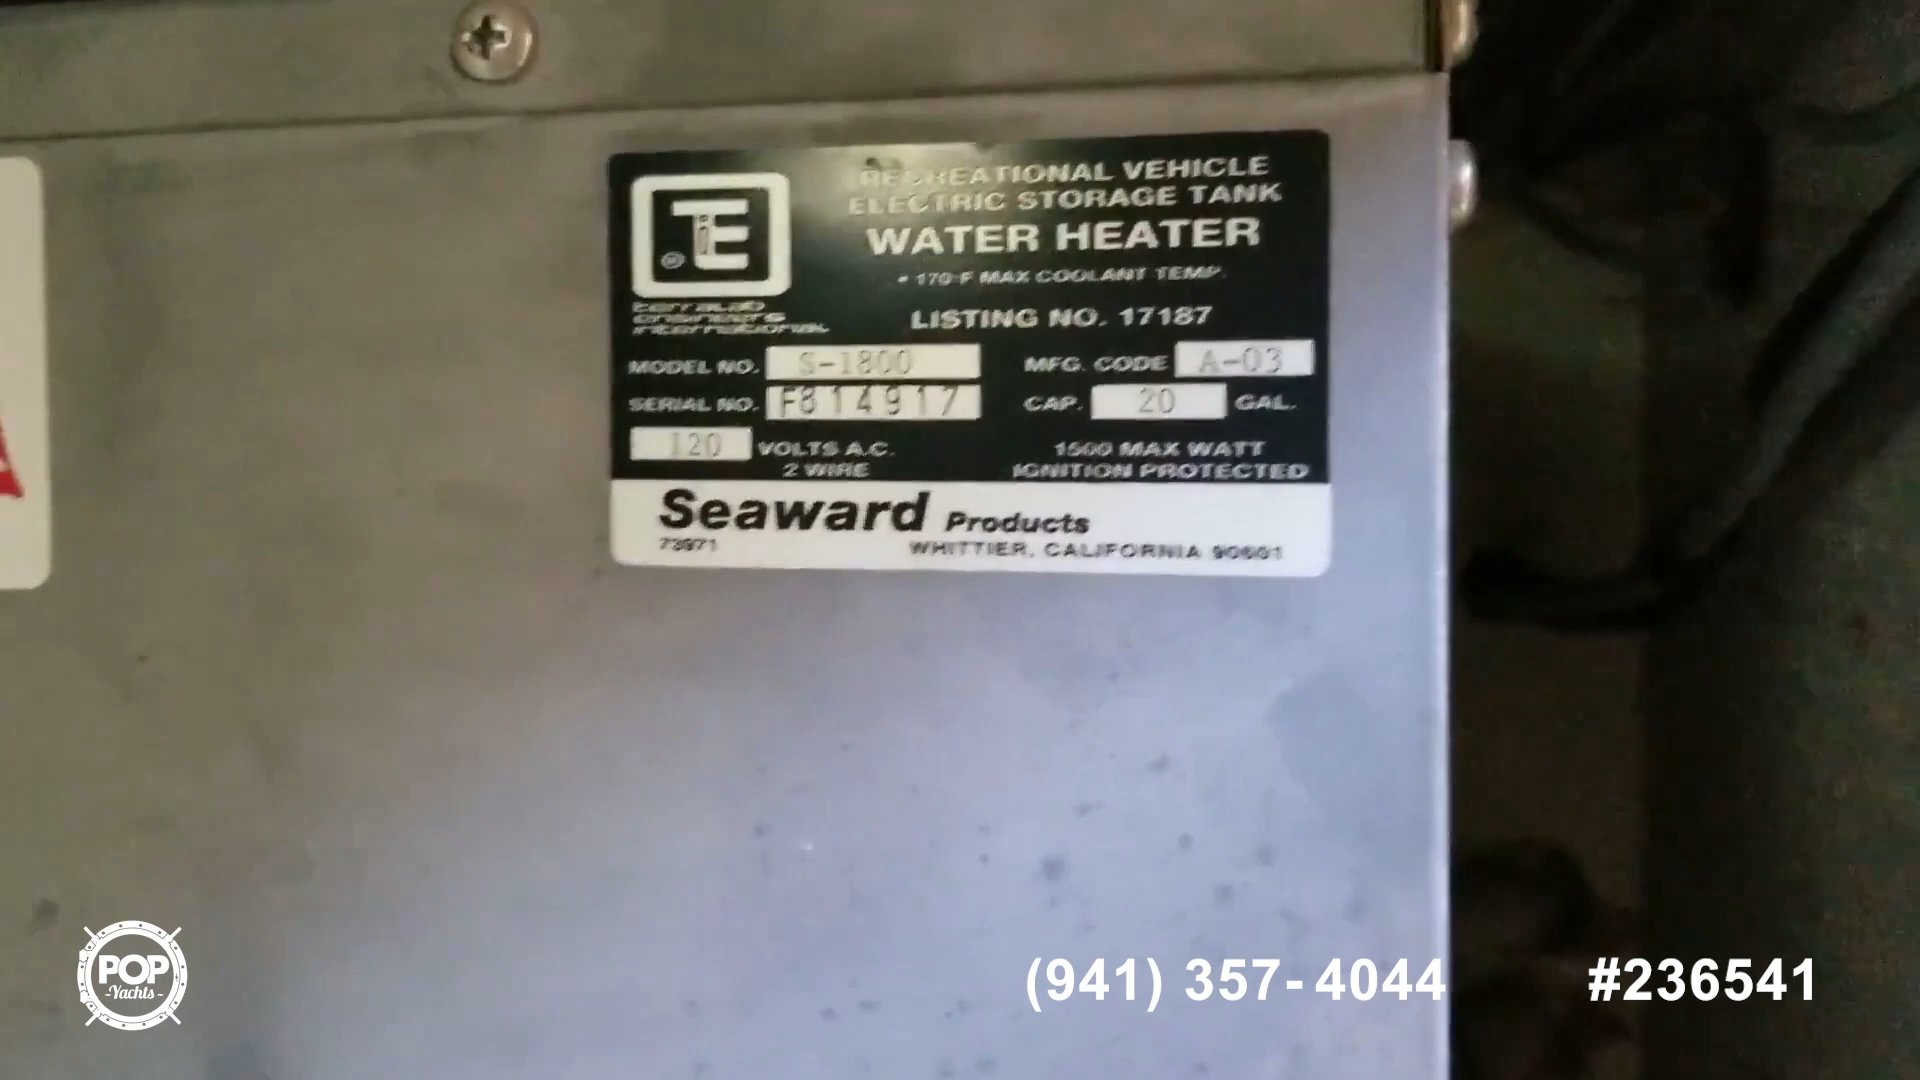 RECREATIONAL VEHICLE
ELECTRIC STORAGE TANK
WATER HEATER
• 170°F MAX COOLANT TEMP.
LISTING NO. 17187
TE
®
international
MODEL NO. S-1800 MFG. CODE A-03
SERIAL NO. F814917 CAP. 20 GAL.
120 VOLTS A.C. 1500 MAX WATT
2 WIRE IGNITION PROTECTED
Seaward Products
73971 WHITTIER, CALIFORNIA 90601
POP
-Yachts-
(941) 357-4044 #236541